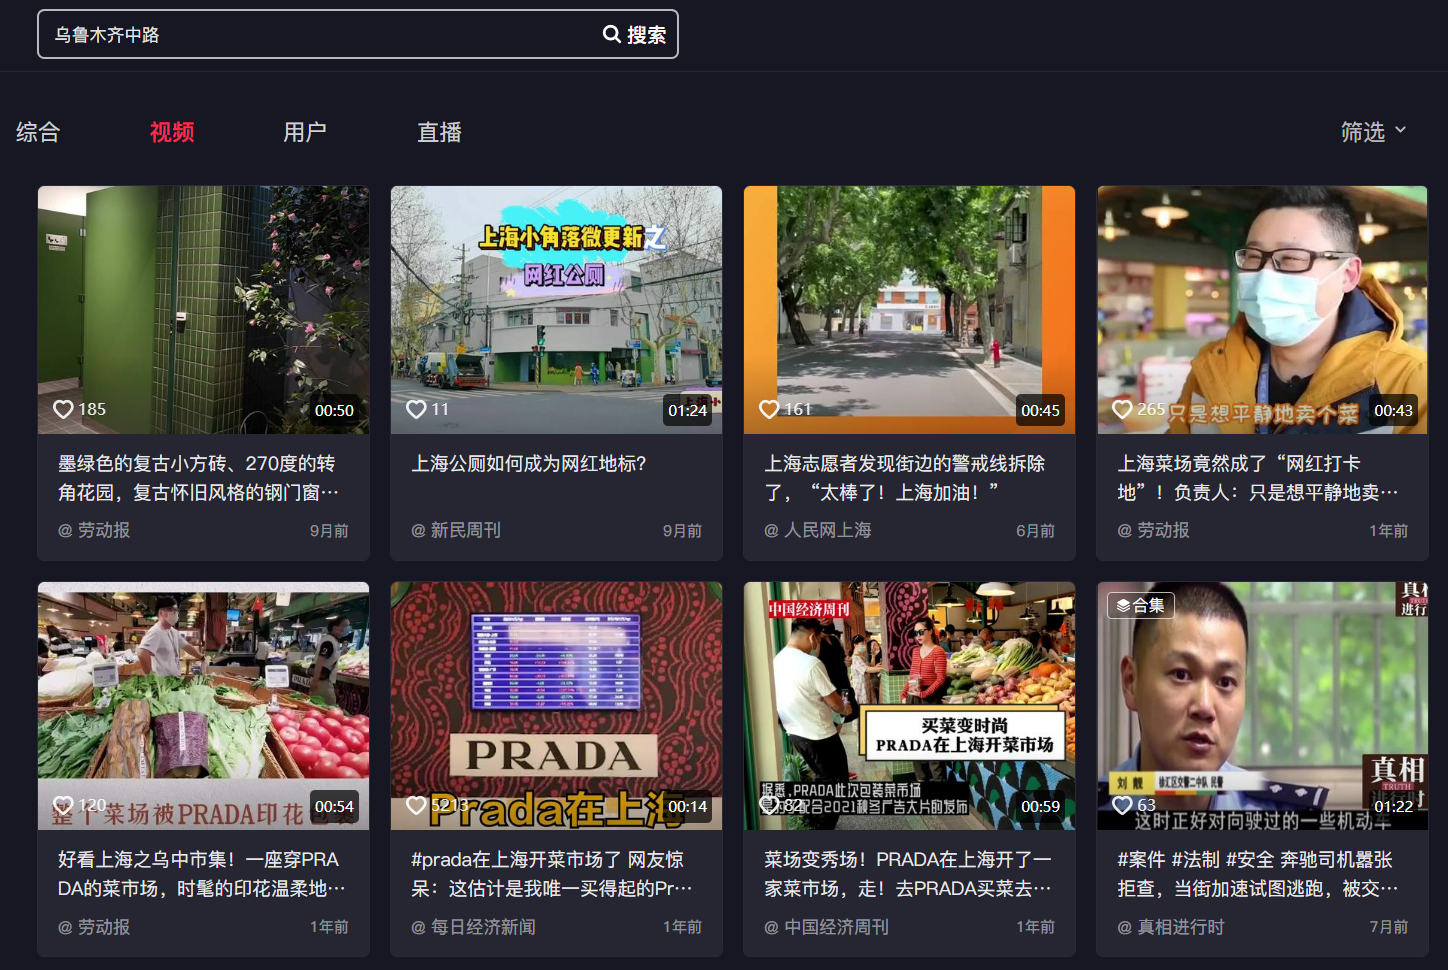 乌鲁木齐中路
搜索
综合
视频
用户
直播
筛选
185
00:50
墨绿色的复古小方砖、270度的转
角花园，复古怀旧风格的钢门窗…
@ 劳动报
9月前
上海小角落微更新之
网红公厕
11
01:24
上海公厕如何成为网红地标？
@ 新民周刊
9月前
161
00:45
上海志愿者发现街边的警戒线拆除
了，“太棒了！上海加油！”
@ 人民网上海
6月前
265
只是想平静地卖个菜
00:43
上海菜场竟然成了“网红打卡
地”！负责人：只是想平静地卖…
@ 劳动报
1年前
120
整个菜场被PRADA印花
00:54
好看上海之乌中市集！一座穿PRA
DA的菜市场，时髦的印花温柔地…
@ 劳动报
1年前
PRADA
5213
Prada在上海
00:14
#prada在上海开菜市场了 网友惊
呆：这估计是我唯一买得起的Pr…
@ 每日经济新闻
1年前
中国经济周刊
买菜变时尚
PRADA在上海开菜市场
据悉,PRADA此次包装菜市场
配合2021秋冬广告大片的发布
82
00:59
菜场变秀场！PRADA在上海开了一
家菜市场，走！去PRADA买菜去…
@ 中国经济周刊
1年前
合集
真相
进行
刘靓
徐汇区交警二中队 民警
真相
TRUTH
进行时
63
01:22
这时正好对向驶过的一些机动车
#案件 #法制 #安全 奔驰司机嚣张
拒查，当街加速试图逃跑，被交…
@ 真相进行时
7月前